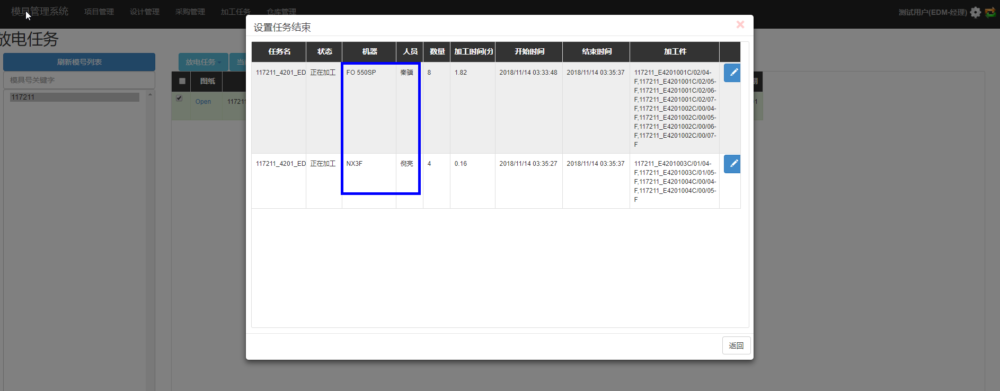 模具管理系统 项目管理 设计管理 采购管理 加工任务 仓库管理 测试用户(EDM-经理)
放电任务
刷新模号列表
模具号关键字
117211
放电任务
图纸
Open
设置任务结束
任务名 状态 机器 人员 数量 加工时间(分 开始时间 结束时间 加工件
117211_4201_ED 正在加工 FO 550SP 秦骥 8 1.82 2018/11/14 03:33:48 2018/11/14 03:35:37 117211_E4201001C/02/04-
F,117211_E4201001C/02/05-
F,117211_E4201001C/02/06-
F,117211_E4201001C/02/07-
F,117211_E4201002C/00/04-
F,117211_E4201002C/00/05-
F,117211_E4201002C/00/06-
F,117211_E4201002C/00/07-
F
117211_4201_ED 正在加工 NX3F 倪亮 4 0.16 2018/11/14 03:35:27 2018/11/14 03:35:37 117211_E4201003C/01/04-
F,117211_E4201003C/01/05-
F,117211_E4201004C/00/04-
F,117211_E4201004C/00/05-
F
返回